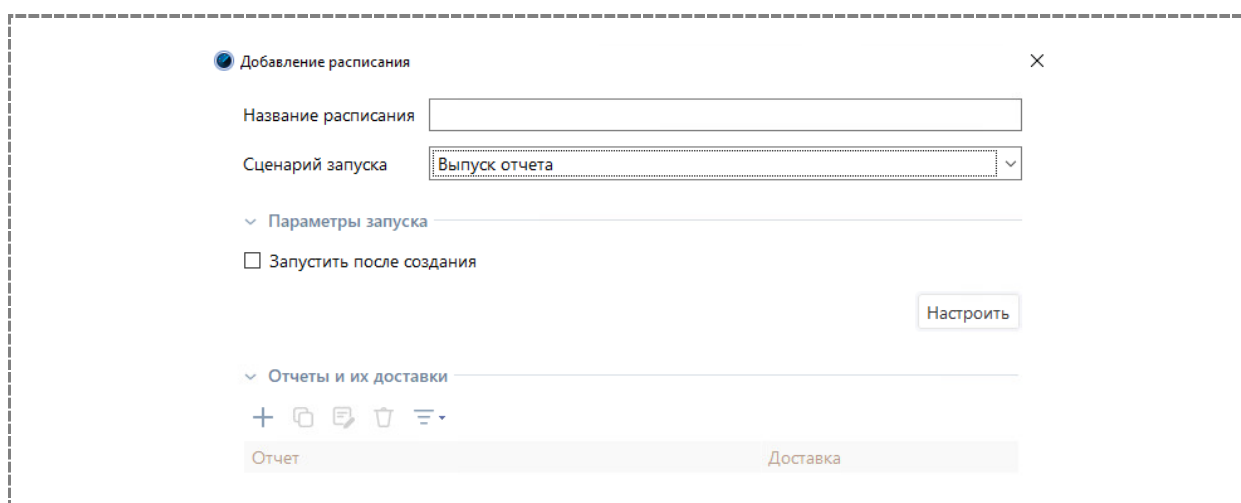 Добавление расписания
Название расписания
Сценарий запуска Выпуск отчета
Параметры запуска
Запустить после создания
Настроить
Отчеты и их доставки
Отчет Доставка